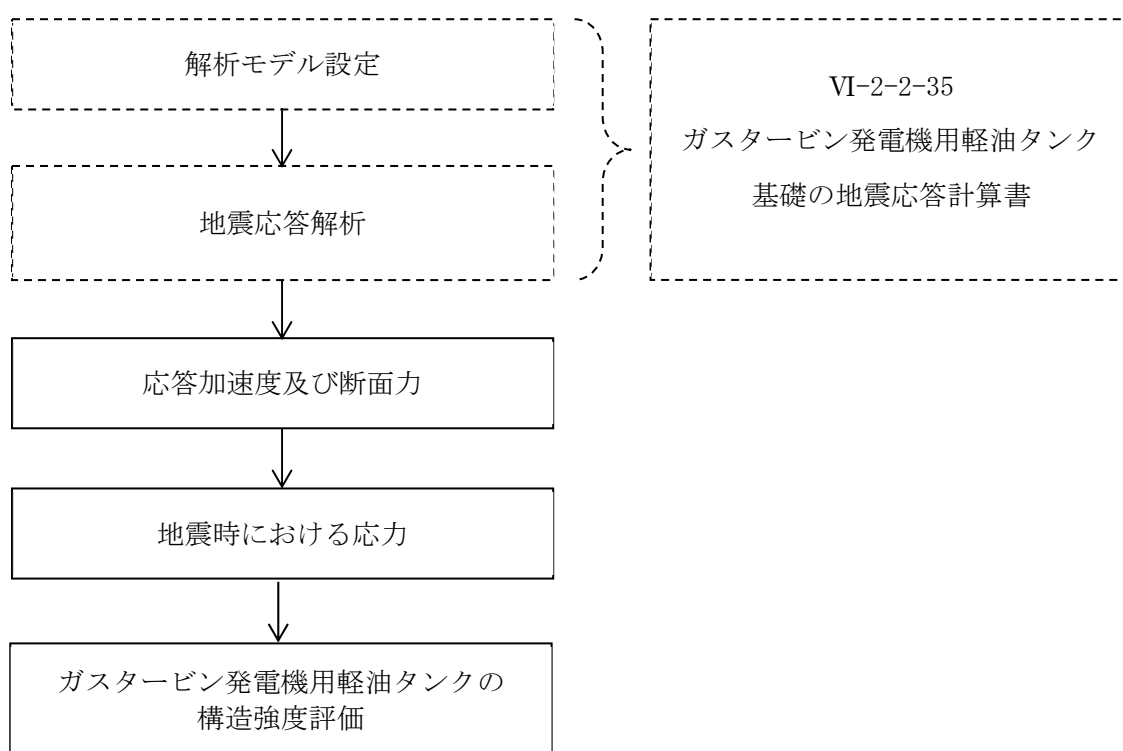 解析モデル設定
地震応答解析
Ⅵ-2-2-35
ガスタービン発電機用軽油タンク
基礎の地震応答計算書
応答加速度及び断面力
地震時における応力
ガスタービン発電機用軽油タンクの
構造強度評価